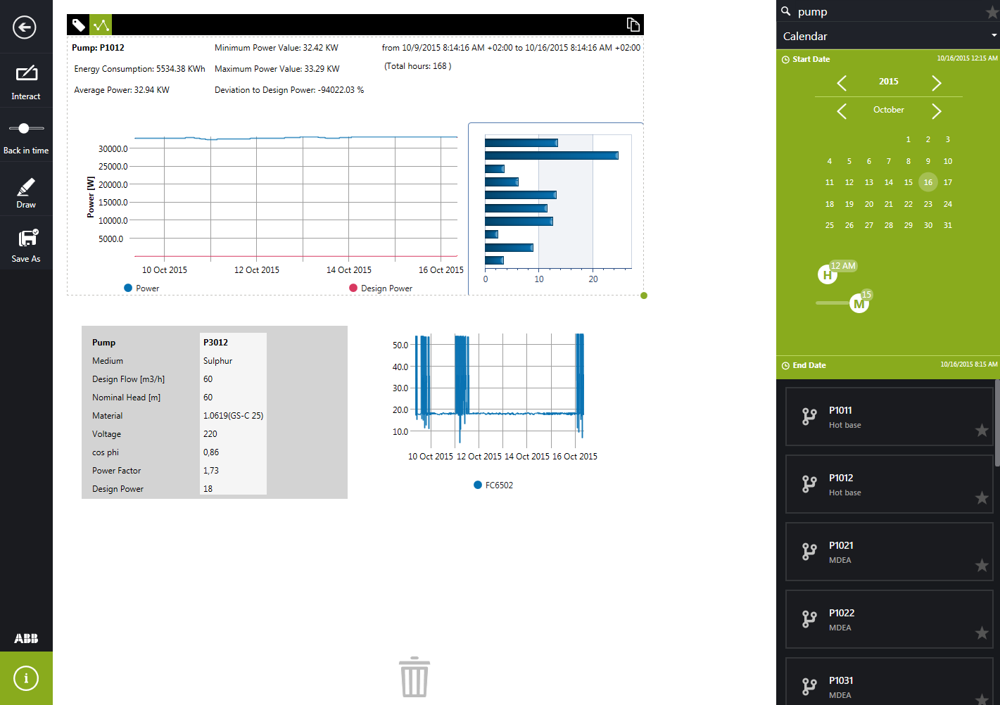 Interact
Back in time
Draw
Save As
ABB
i
Pump: P1012
Minimum Power Value: 32.42 KW
from 10/9/2015 8:14:16 AM +02:00 to 10/16/2015 8:14:16 AM +02:00
Energy Consumption: 5534.38 KWh
Maximum Power Value: 33.29 KW
(Total hours: 168 )
Average Power: 32.94 KW
Deviation to Design Power: -94022.03 %
Power [W]
30000.0
25000.0
20000.0
15000.0
10000.0
5000.0
10 Oct 2015
12 Oct 2015
14 Oct 2015
16 Oct 2015
Power
Design Power
0
10
20
Pump P3012
Medium Sulphur
Design Flow [m3/h] 60
Nominal Head [m] 60
Material 1.0619(GS-C 25)
Voltage 220
cos phi 0,86
Power Factor 1,73
Design Power 18
50.0
40.0
30.0
20.0
10.0
10 Oct 2015
12 Oct 2015
14 Oct 2015
16 Oct 2015
FC6502
pump
Calendar
Start Date 10/16/2015 12:15 AM
2015
October
1 2 3
4 5 6 7 8 9 10
11 12 13 14 15 16 17
18 19 20 21 22 23 24
25 26 27 28 29 30 31
H 12 AM
M 15
End Date 10/16/2015 8:15 AM
P1011
Hot base
P1012
Hot base
P1021
MDEA
P1022
MDEA
P1031
MDEA